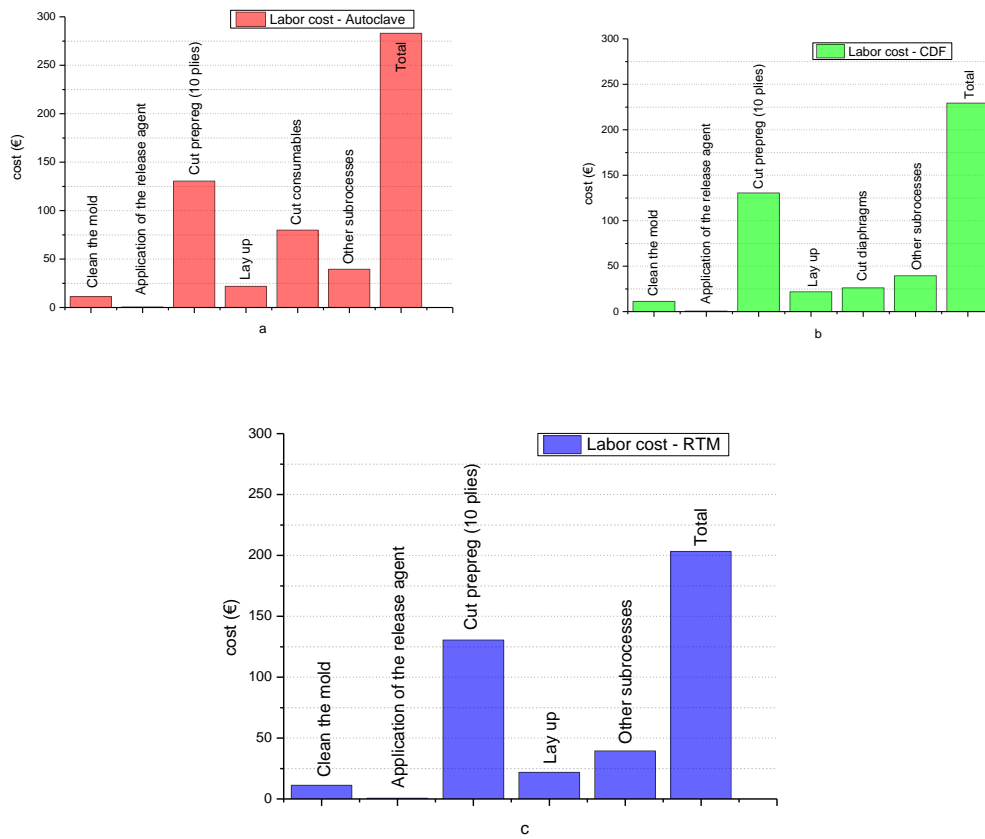 Labor cost - Autoclave
300
250
200
150
100
50
0
cost (€)
Clean the mold
Application of the release agent
Cut prepreg (10 plies)
Lay up
Cut consumables
Other subrocesses
Total
a
Labor cost - CDF
300
250
200
150
100
50
0
cost (€)
Clean the mold
Application of the release agent
Cut prepreg (10 plies)
Lay up
Cut diaphragms
Other subrocesses
Total
b
Labor cost - RTM
300
250
200
150
100
50
0
cost (€)
Clean the mold
Application of the release agent
Cut prepreg (10 plies)
Lay up
Other subrocesses
Total
c